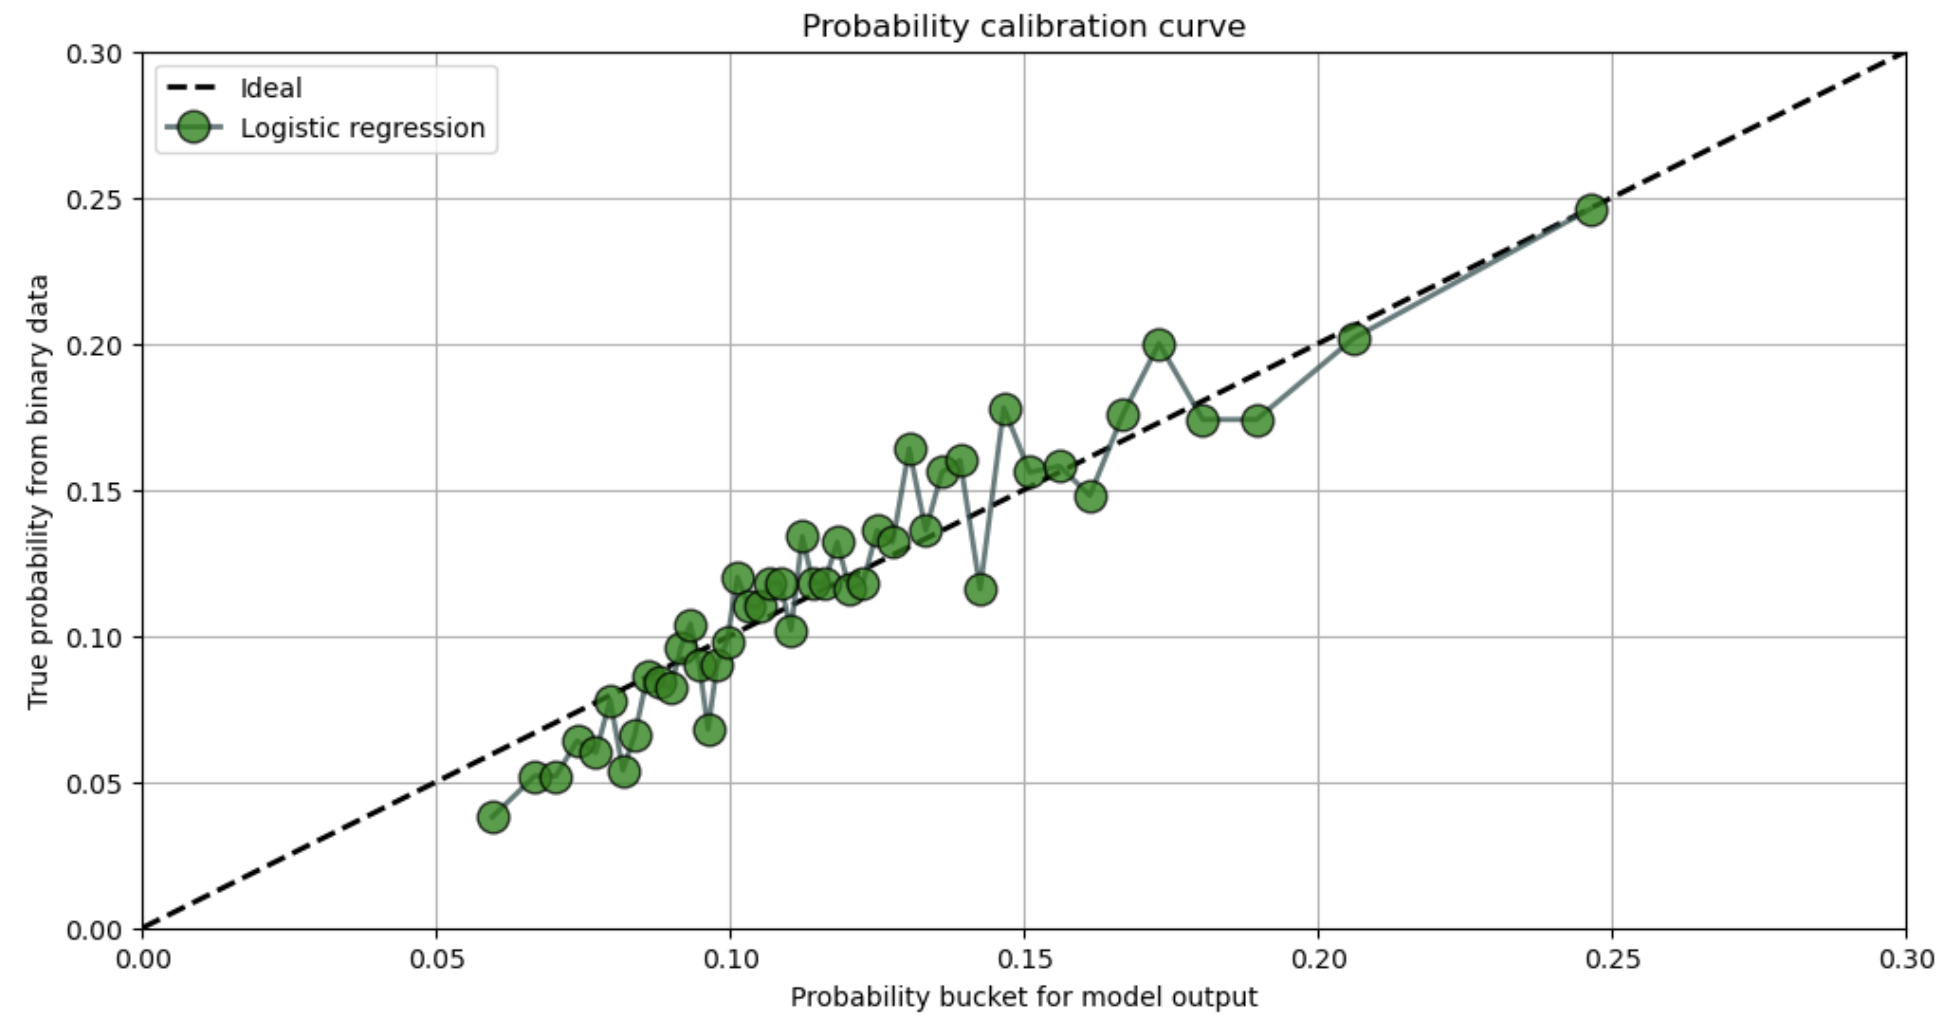 Probability calibration curve
Ideal
Logistic regression
True probability from binary data
0.30
0.25
0.20
0.15
0.10
0.05
0.00
0.00 0.05 0.10 0.15 0.20 0.25 0.30
Probability bucket for model output